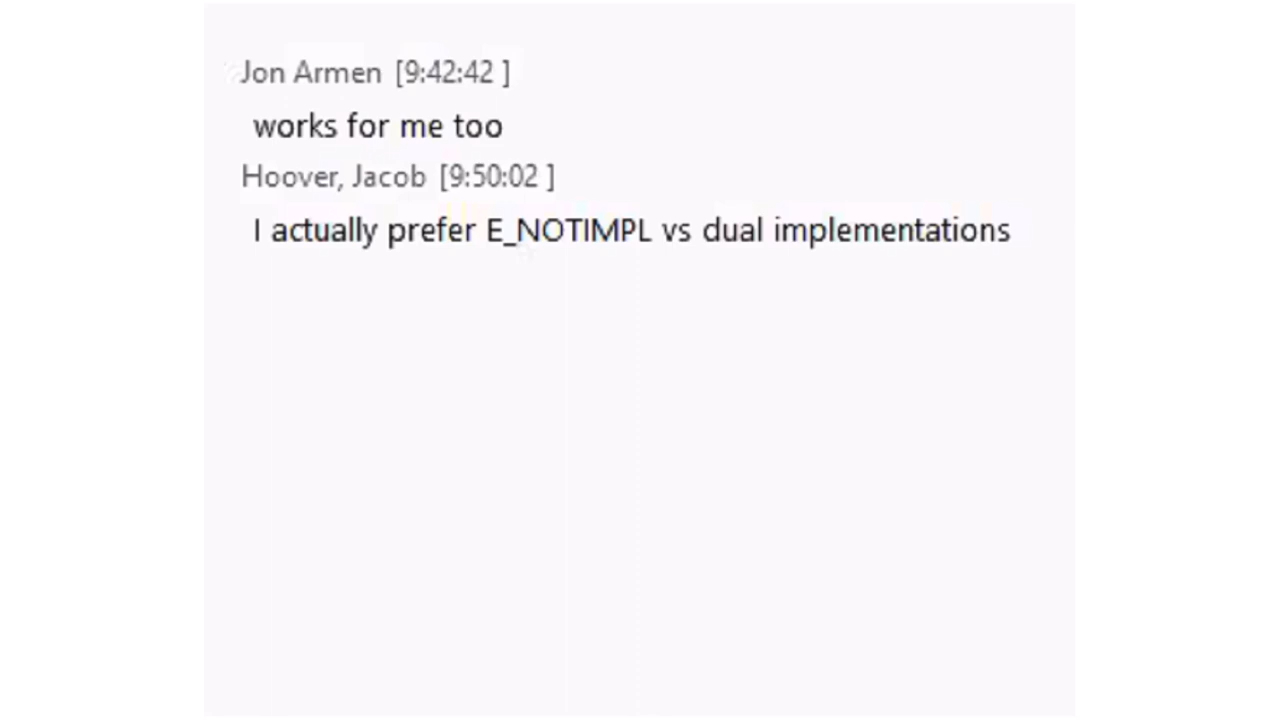 Jon Armen [9:42:42 ]
works for me too
Hoover, Jacob [9:50:02 ]
I actually prefer E_NOTIMPL vs dual implementations